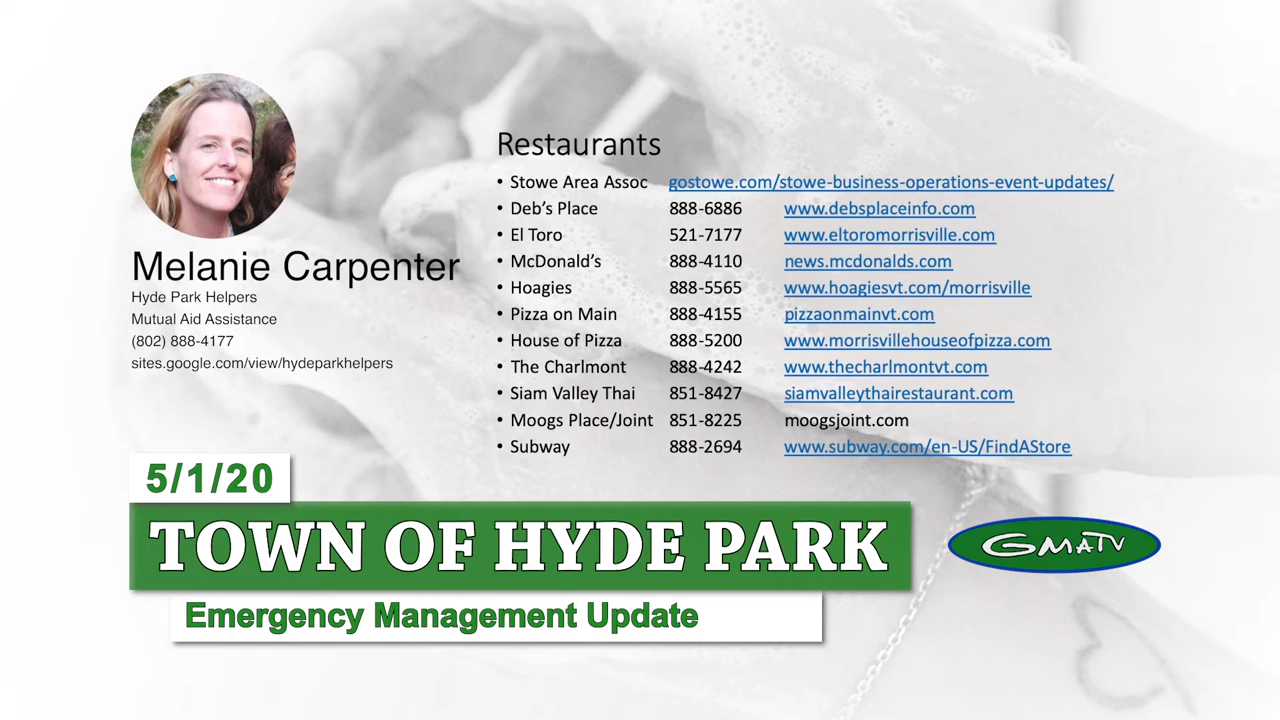 Melanie Carpenter
Hyde Park Helpers
Mutual Aid Assistance
(802) 888-4177
sites.google.com/view/hydeparkhelpers
Restaurants
• Stowe Area Assoc gostowe.com/stowe-business-operations-event-updates/
• Deb's Place 888-6886 www.debsplaceinfo.com
• El Toro 521-7177 www.eltoromorrisville.com
• McDonald's 888-4110 news.mcdonalds.com
• Hoagies 888-5565 www.hoagiesvt.com/morrisville
• Pizza on Main 888-4155 pizzaonmainvt.com
• House of Pizza 888-5200 www.morrisvillehouseofpizza.com
• The Charlmont 888-4242 www.thecharlmontvt.com
• Siam Valley Thai 851-8427 siamvalleythairestaurant.com
• Moogs Place/Joint 851-8225 moogsjoint.com
• Subway 888-2694 www.subway.com/en-US/FindAStore
5/1/20
TOWN OF HYDE PARK
GMATV
Emergency Management Update